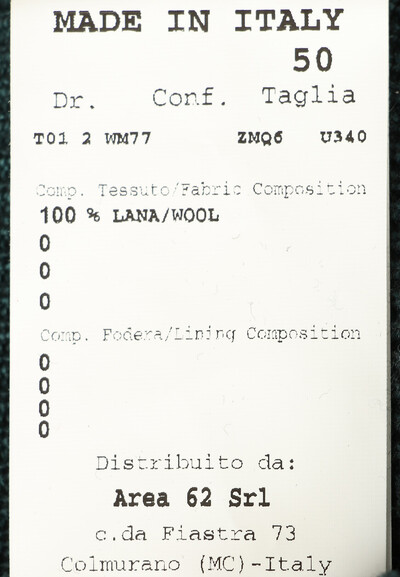 MADE IN ITALY
50
Dr. Conf. Taglia
T01 2 WM77 ZMQ6 U340
Comp. Tessuto/Fabric Composition
100 % LANA/WOOL
0
0
0
Comp. Fodera/Lining Composition
0
0
0
0
Distribuito da:
Area 62 Srl
c.da Fiastra 73
Colmurano (MC)-Italy